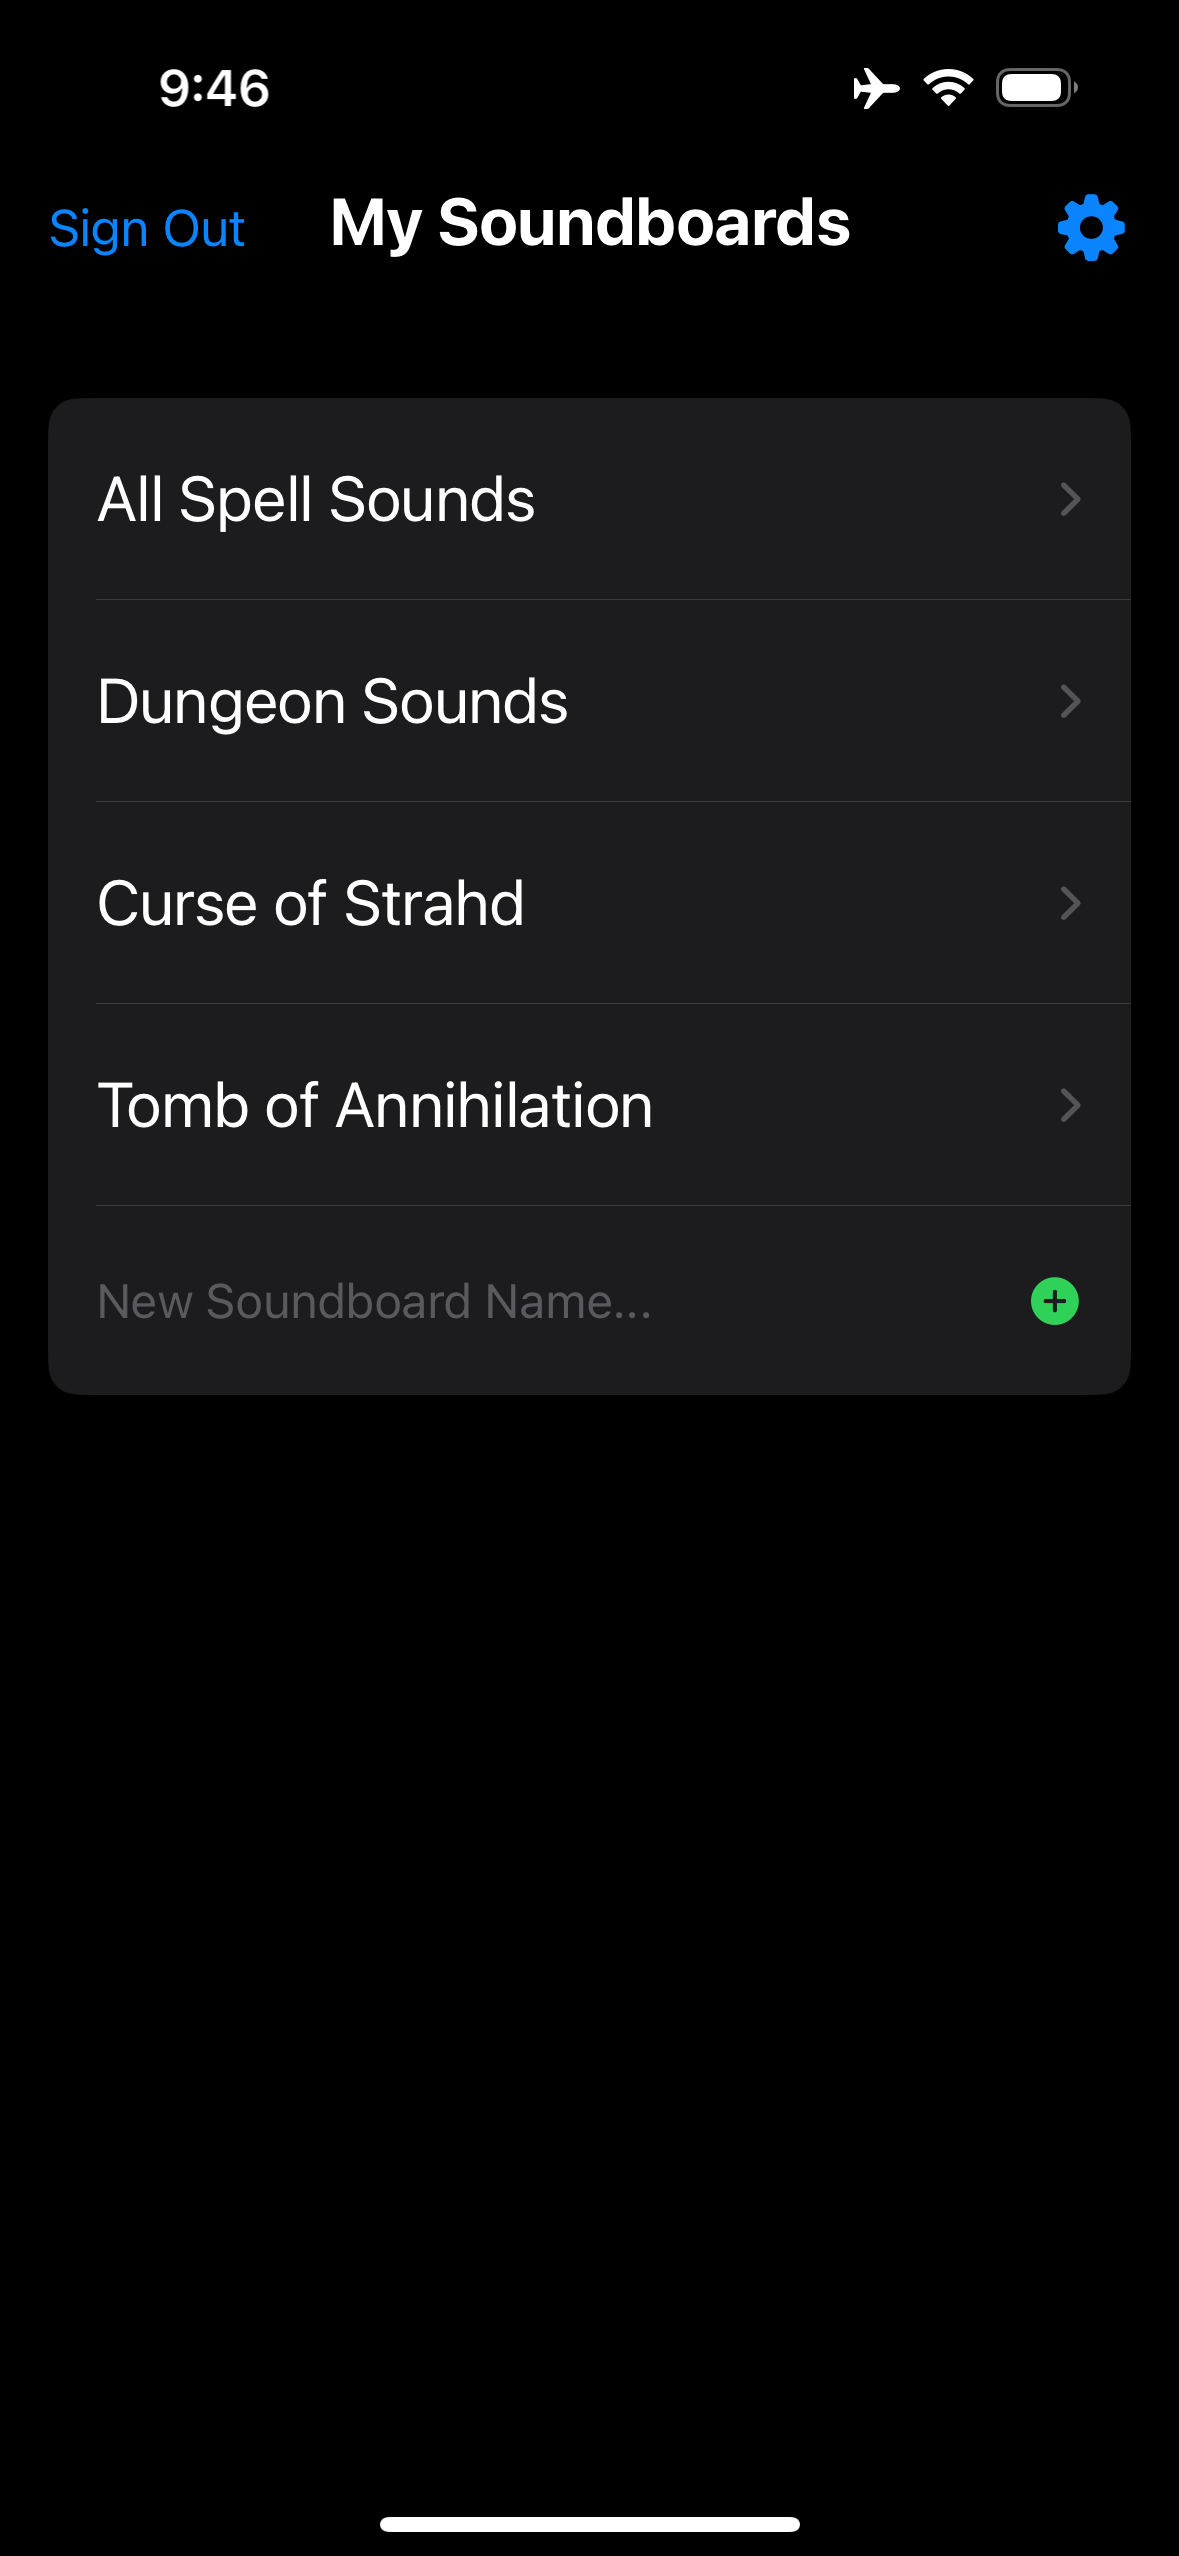 9:46
Sign Out
My Soundboards
All Spell Sounds
Dungeon Sounds
Curse of Strahd
Tomb of Annihilation
New Soundboard Name...